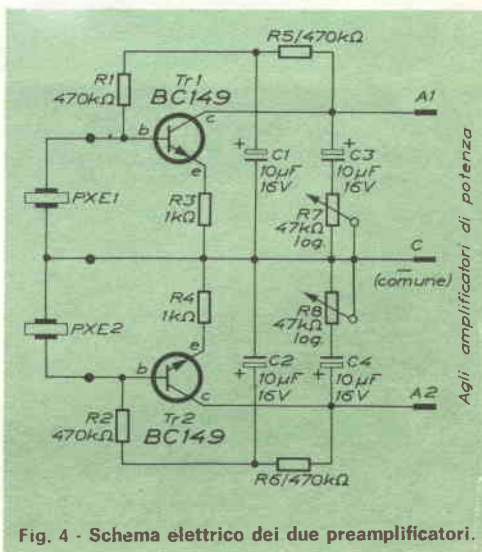 R5/470kΩ
R1
470kΩ
Tr1
BC149
A1
b
c
e
+
C1
10µF
16V
+
C3
10µF
16V
PXE1
R3
1kΩ
R7
47kΩ
log.
C
(comune)
Agli amplificatori di potenza
R4
1kΩ
R8
47kΩ
log.
PXE2
e
b
c
C2
10µF
16V
+
C4
10µF
16V
+
A2
R2
470kΩ
Tr2
BC149
R6/470kΩ
Fig. 4 - Schema elettrico dei due preamplificatori.